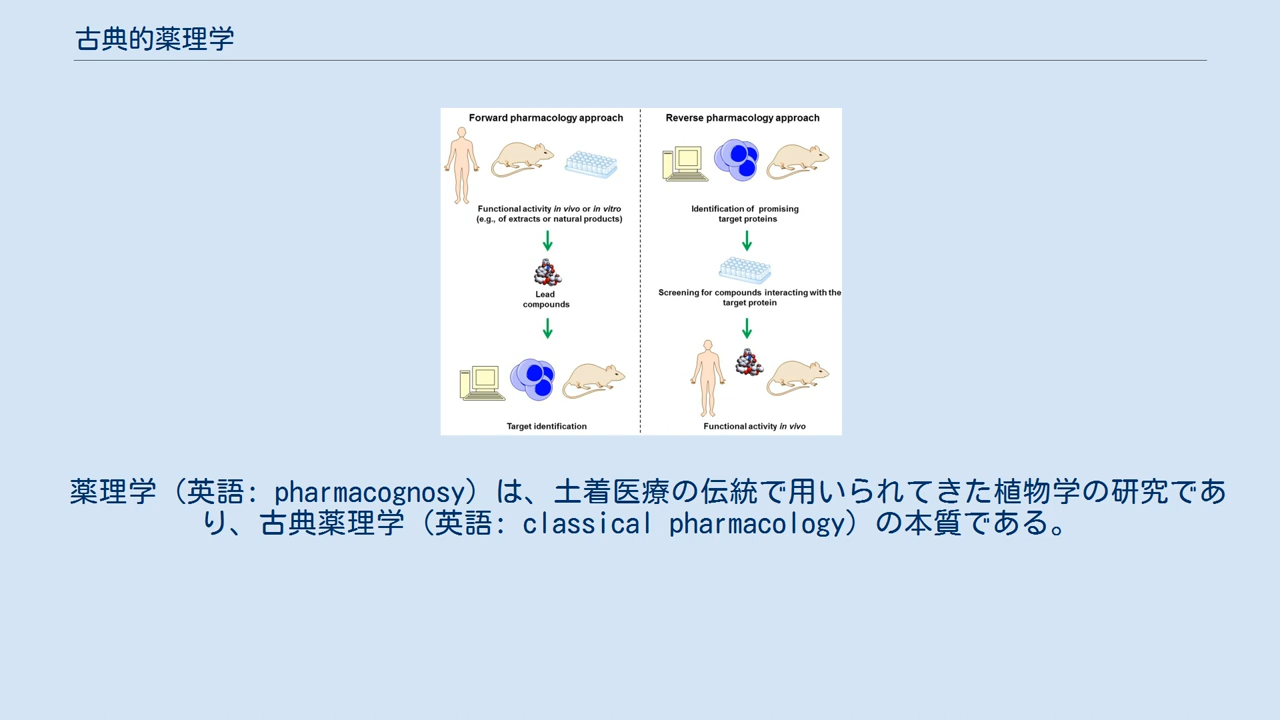 古典的薬理学
Forward pharmacology approach
Functional activity in vivo or in vitro
(e.g., of extracts or natural products)
Lead
compounds
Target identification
Reverse pharmacology approach
Identification of promising
target proteins
Screening for compounds interacting with the
target protein
Functional activity in vivo
薬理学（英語: pharmacognosy）は、土着医療の伝統で用いられてきた植物学の研究であ
り、古典薬理学（英語: classical pharmacology）の本質である。